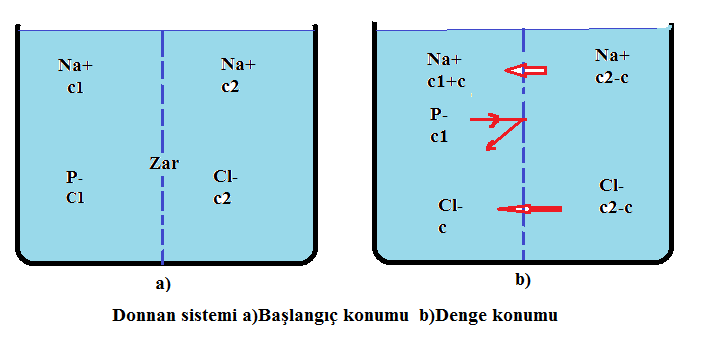 Na+
c1
Na+
c2
Zar
P-
C1
Cl-
c2
a)
Na+
c1+c
Na+
c2-c
P-
c1
Cl-
c
Cl-
c2-c
b)
Donnan sistemi a)Başlangıç konumu b)Denge konumu